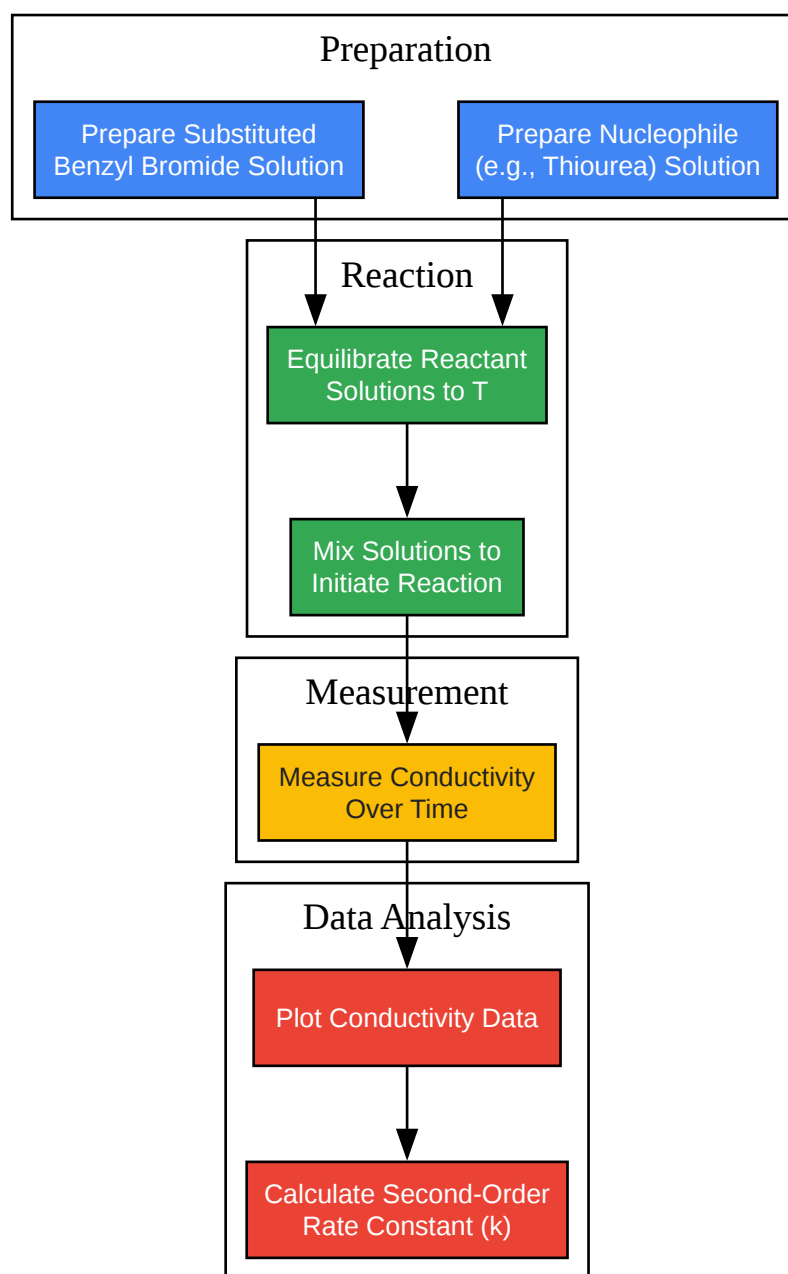 Preparation
Prepare Substituted
Benzyl Bromide Solution
Prepare Nucleophile
(e.g., Thiourea) Solution
Reaction
Equilibrate Reactant
Solutions to T
Mix Solutions to
Initiate Reaction
Measurement
Measure Conductivity
Over Time
Data Analysis
Plot Conductivity Data
Calculate Second-Order
Rate Constant (k)